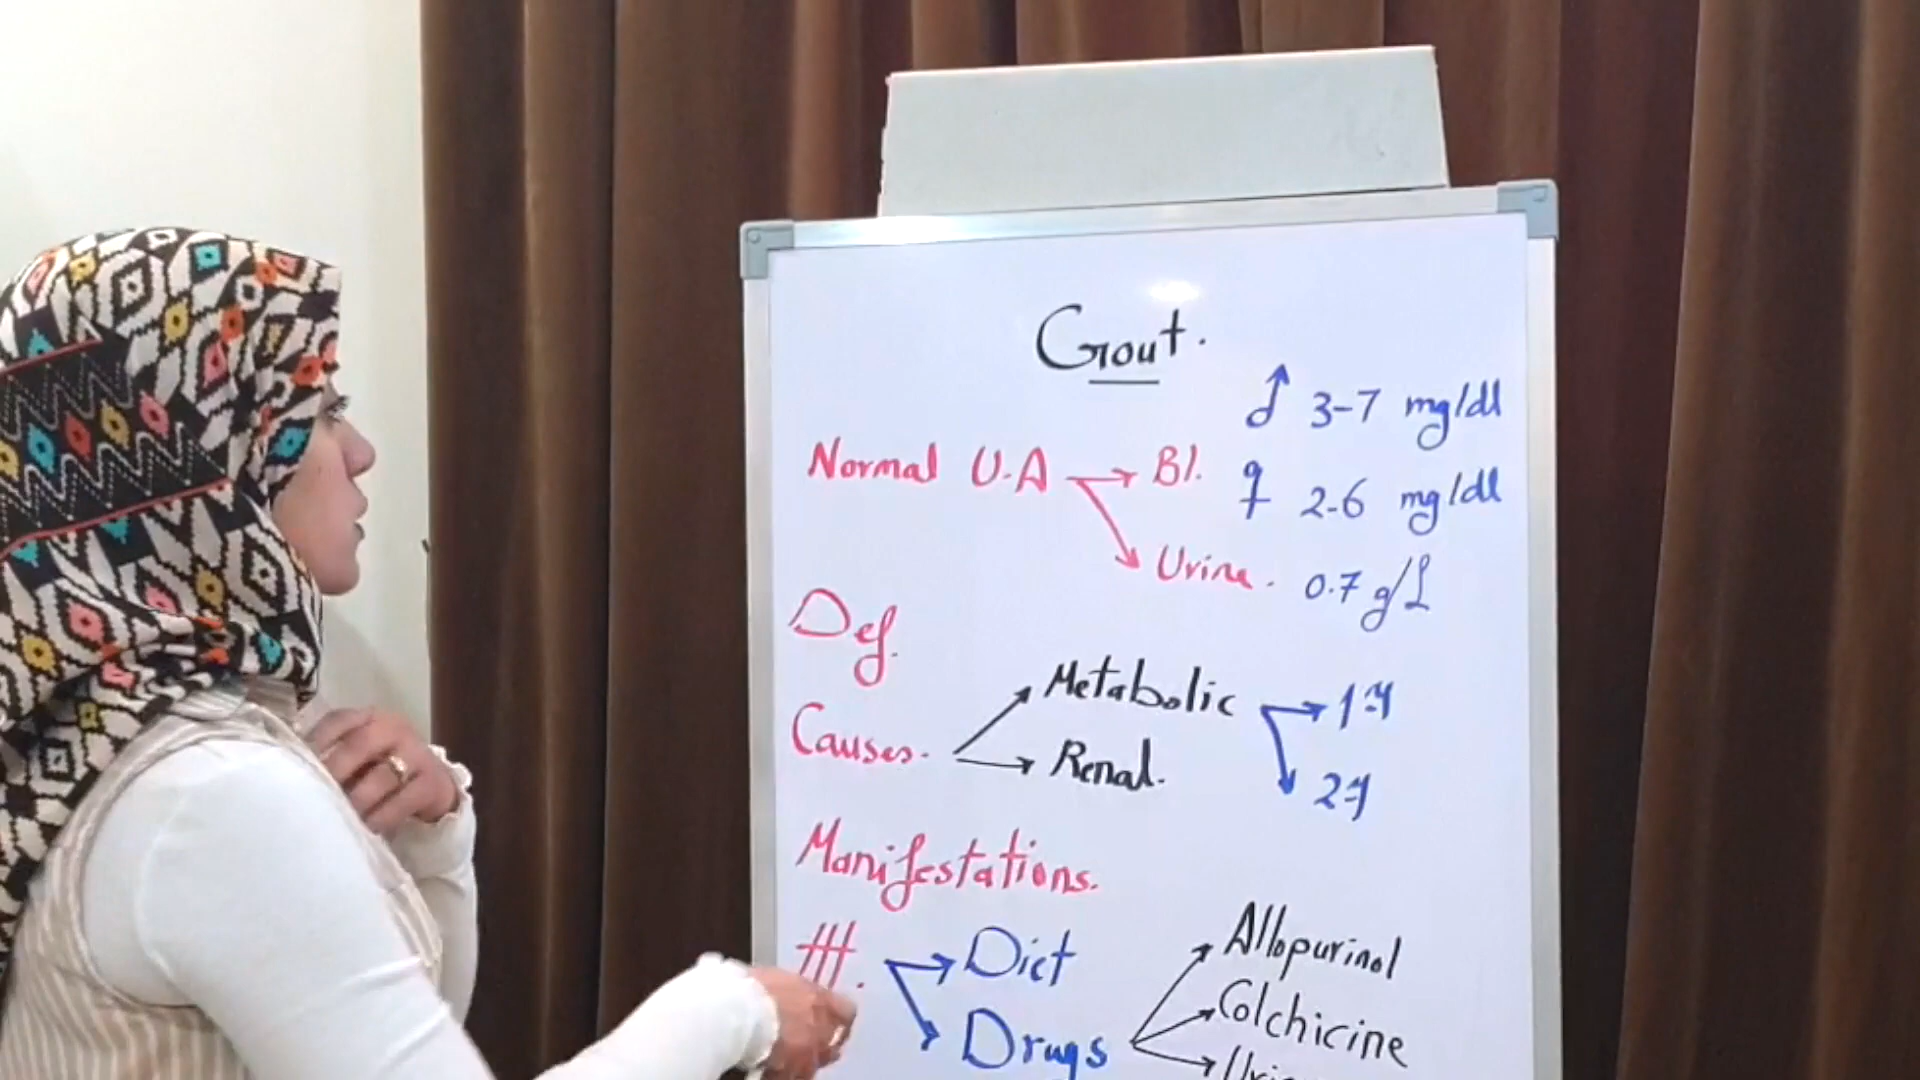 Gout.
♂ 3-7 mg/dl
Normal U.A → Bl. ♀ 2-6 mg/dl
Urine. 0.7 g/L
Def.
Causes. → Metabolic → 1ry
→ Renal. → 2ry
Manifestations.
ttt. → Diet → Allopurinol
→ Drugs → Colchicine